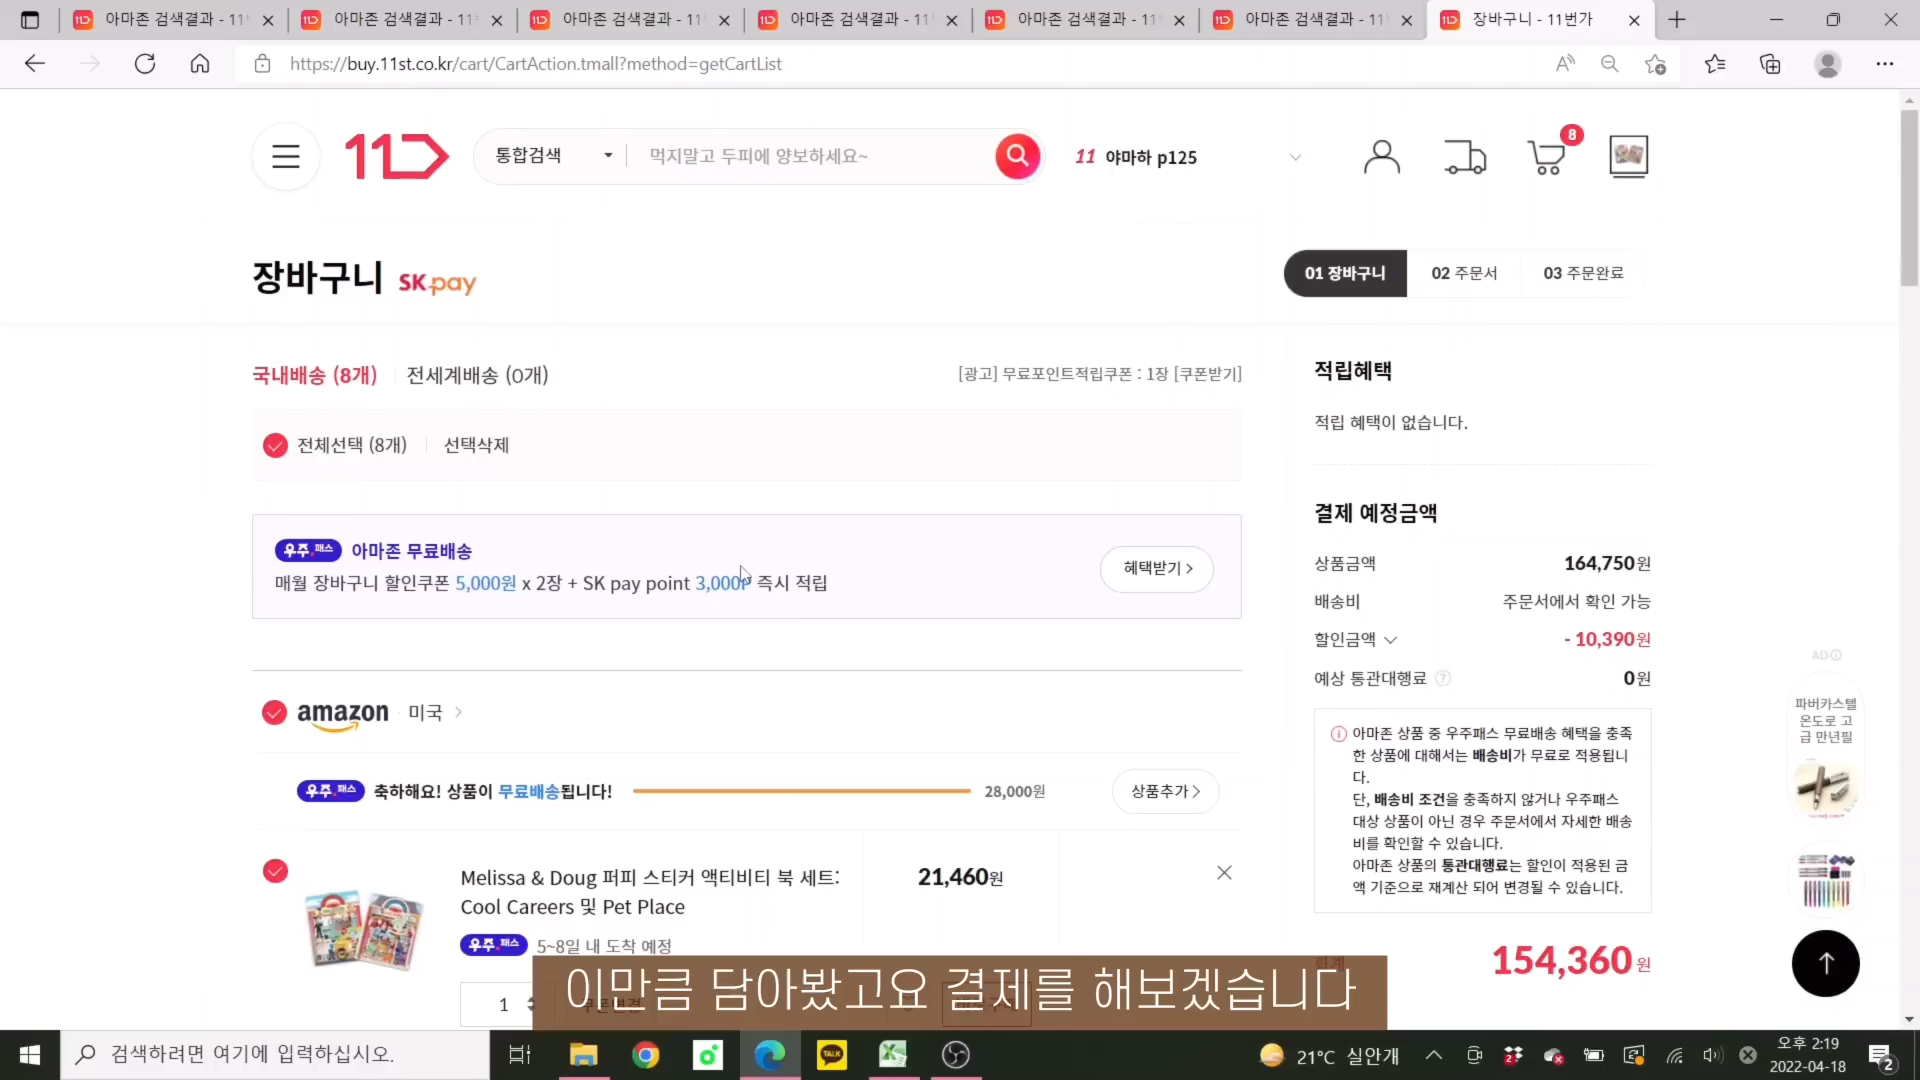 아마존 검색결과 - 11
아마존 검색결과 - 11
아마존 검색결과 - 11
아마존 검색결과 - 11
아마존 검색결과 - 11
아마존 검색결과 - 11
장바구니 - 11번가
https://buy.11st.co.kr/cart/CartAction.tmall?method=getCartList
통합검색
먹지말고 두피에 양보하세요~
11 야마하 p125
8
장바구니 SK pay
01 장바구니
02 주문서
03 주문완료
국내배송 (8개)
전세계배송 (0개)
[광고] 무료포인트적립쿠폰 : 1장 [쿠폰받기]
전체선택 (8개)
선택삭제
우주패스 아마존 무료배송
매월 장바구니 할인쿠폰 5,000원 x 2장 + SK pay point 3,000P 즉시 적립
혜택받기 >
amazon 미국 >
우주패스 축하해요! 상품이 무료배송됩니다!
28,000원
상품추가 >
Melissa & Doug 퍼피 스티커 액티비티 북 세트:
Cool Careers 및 Pet Place
21,460원
우주패스 5~8일 내 도착 예정
1
적립혜택
적립 혜택이 없습니다.
결제 예정금액
상품금액 164,750원
배송비 주문서에서 확인 가능
할인금액 - 10,390원
예상 통관대행료 ? 0원
아마존 상품 중 우주패스 무료배송 혜택을 충족
한 상품에 대해서는 배송비가 무료로 적용됩니
다.
단, 배송비 조건을 충족하지 않거나 우주패스
대상 상품이 아닌 경우 주문서에서 자세한 배송
비를 확인할 수 있습니다.
아마존 상품의 통관대행료는 할인이 적용된 금
액 기준으로 재계산 되어 변경될 수 있습니다.
154,360원
AD
파버카스텔
온도로 고
급 만년필
이만큼 담아봤고요 결제를 해보겠습니다
검색하려면 여기에 입력하십시오.
TALK
21°C 실안개
오후 2:19
2022-04-18
2